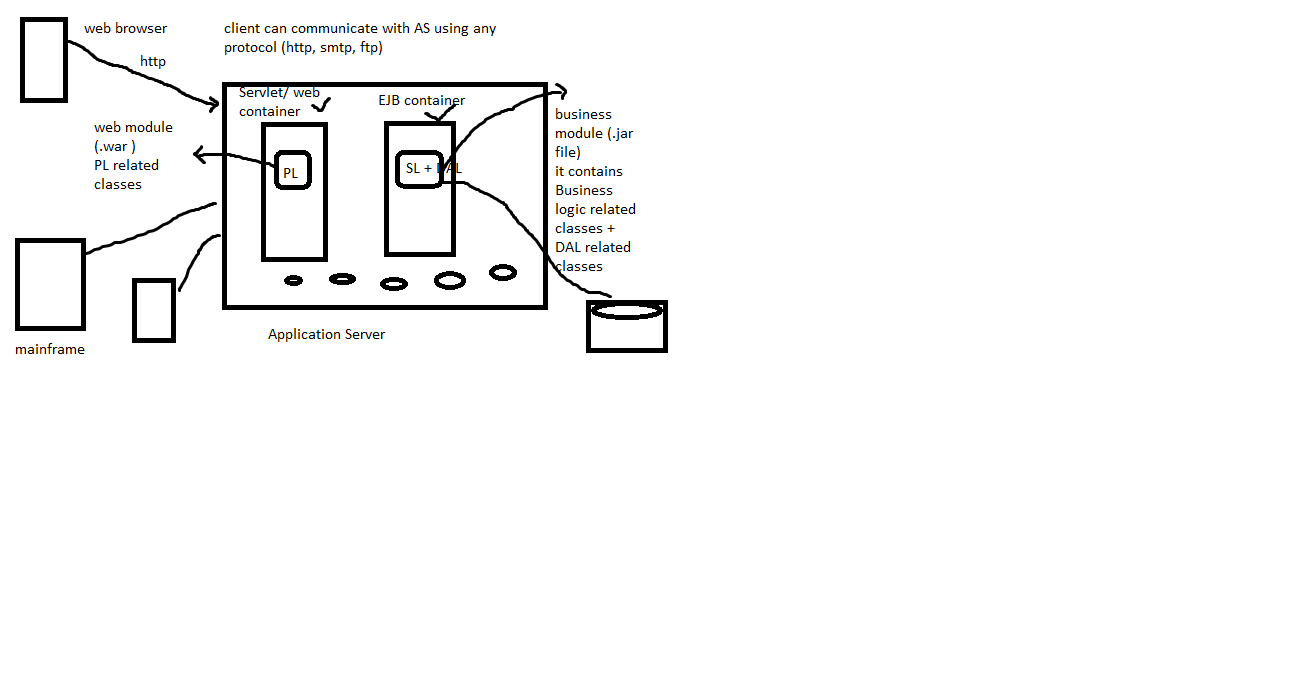 web browser
http
client can communicate with AS using any
protocol (http, smtp, ftp)
Servlet/ web
container
EJB container
web module
(.war )
PL related
classes
PL
SL + DAL
business
module (.jar
file)
it contains
Business
logic related
classes +
DAL related
classes
mainframe
Application Server